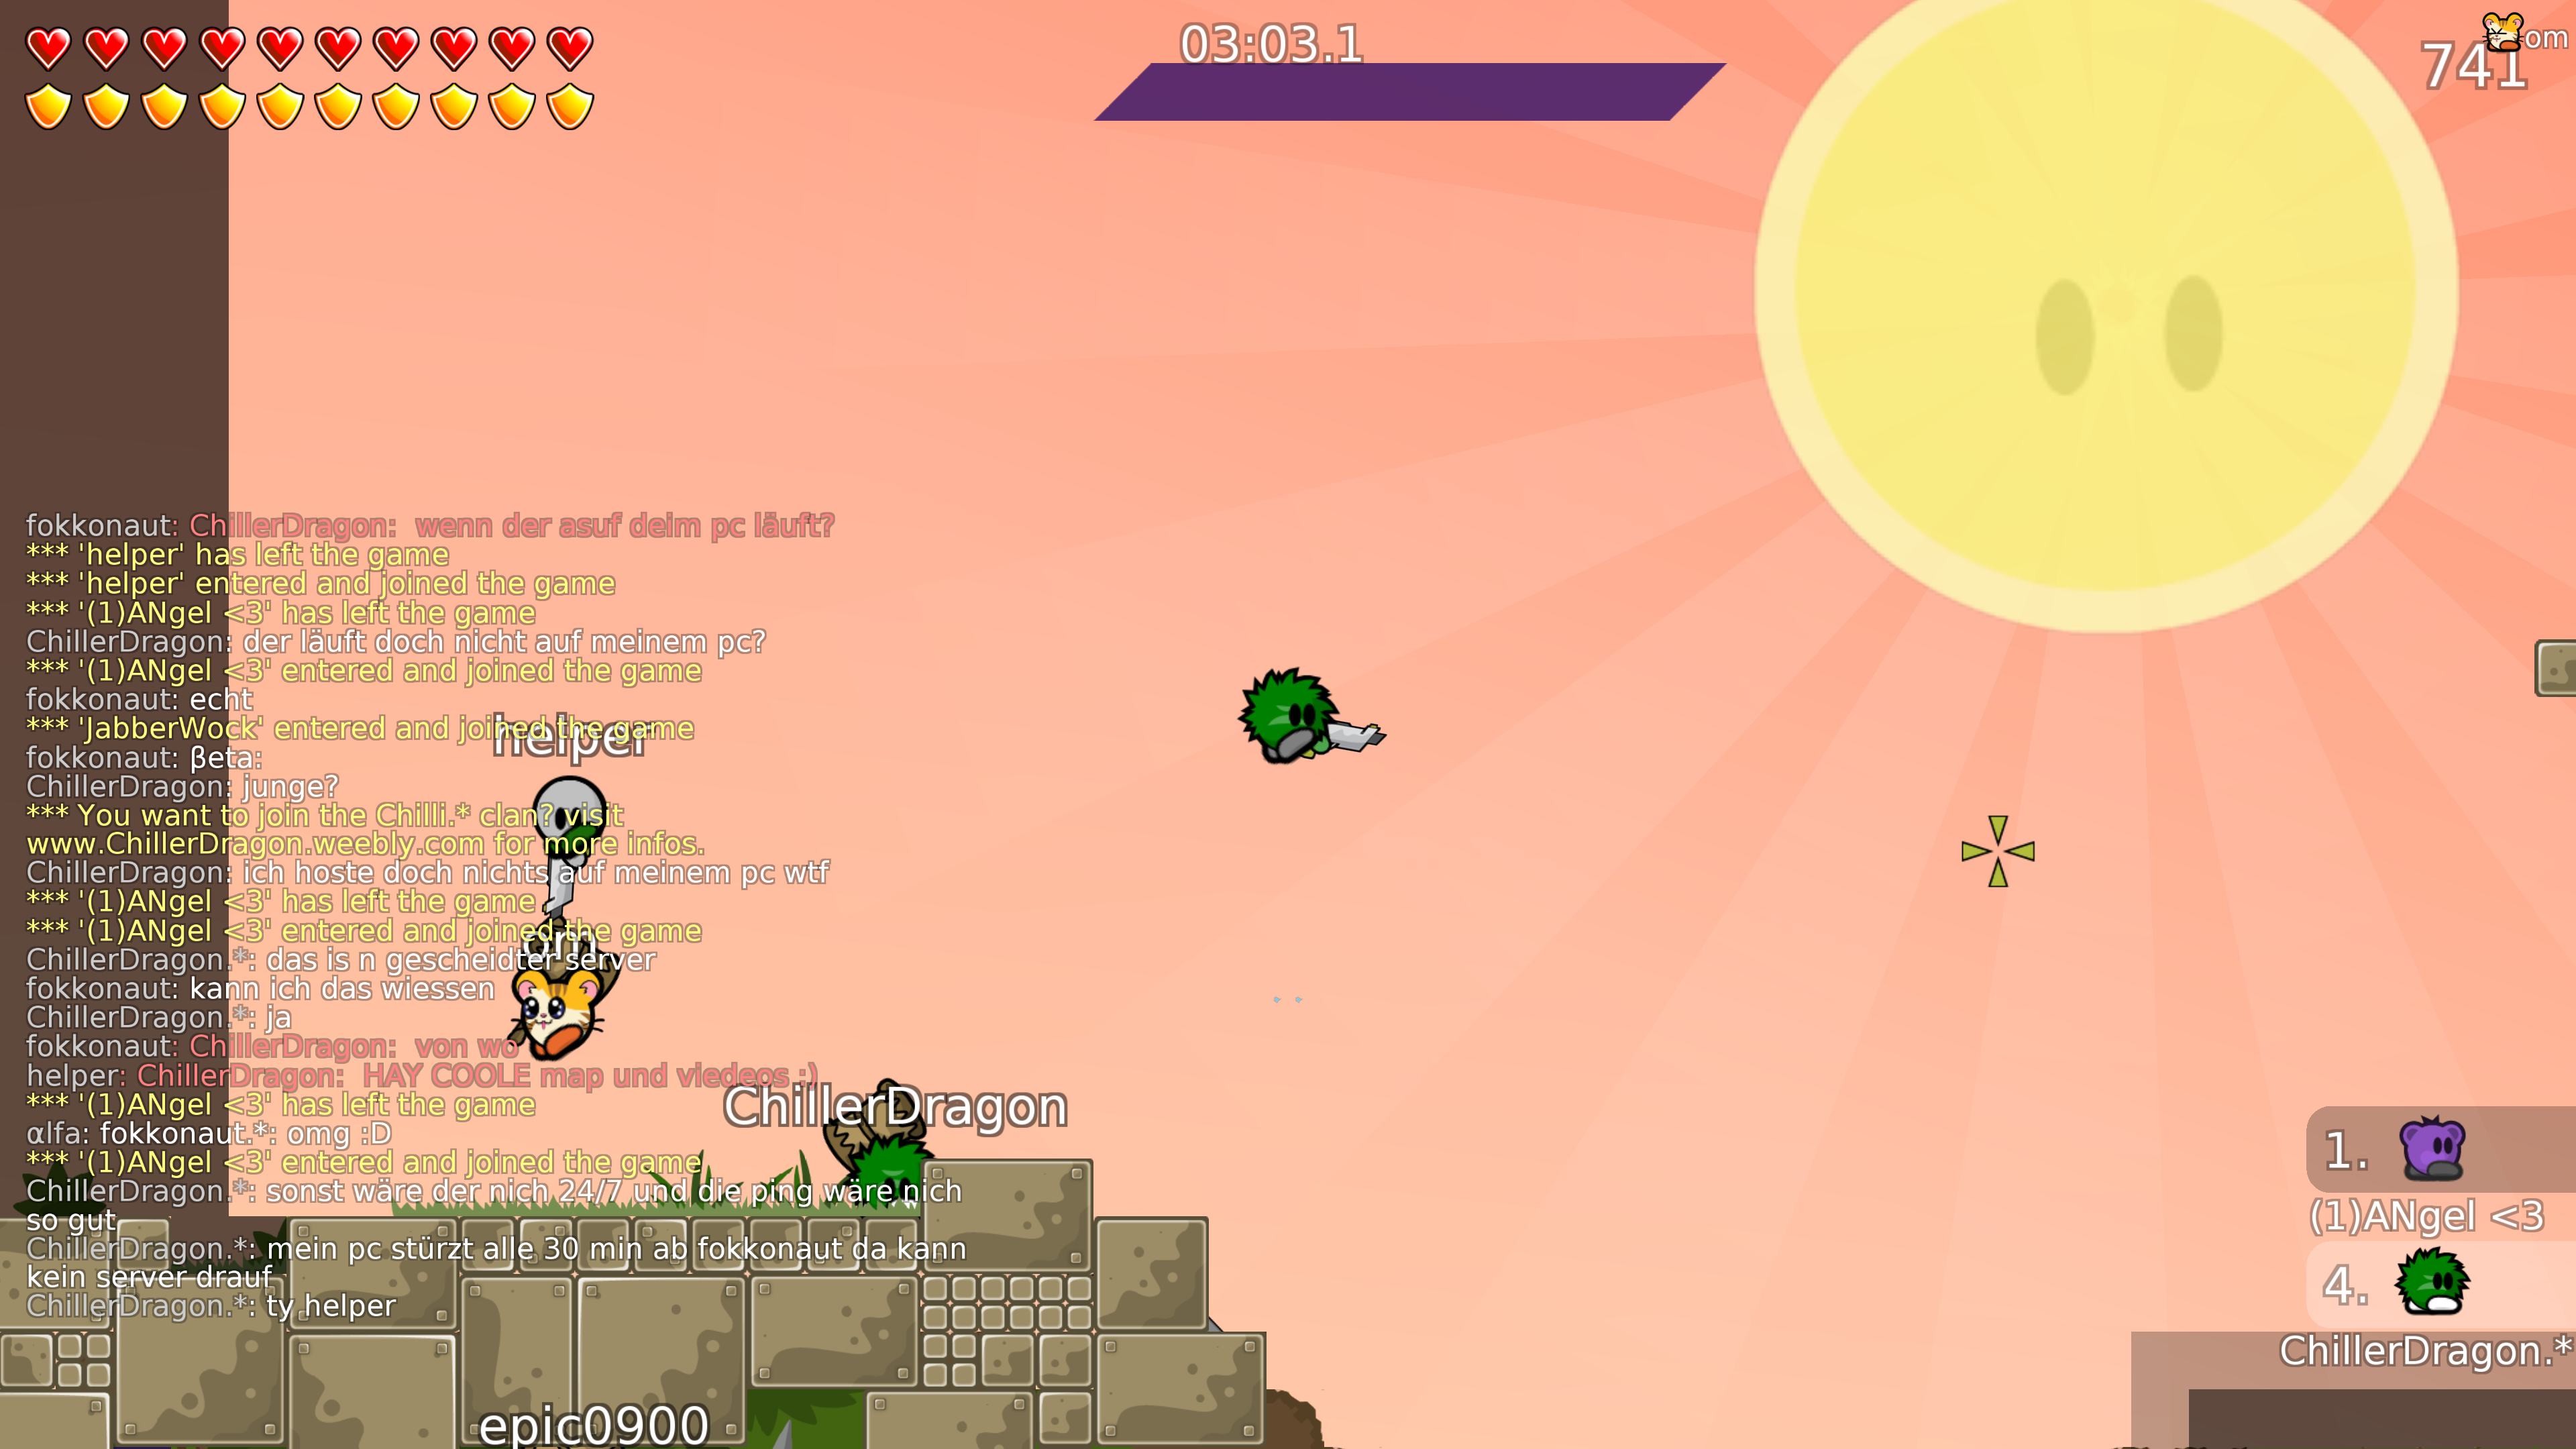 03:03.1
om
741
fokkonaut: ChillerDragon: wenn der asuf deim pc läuft?
*** 'helper' has left the game
*** 'helper' entered and joined the game
*** '(1)ANgel <3' has left the game
ChillerDragon: der läuft doch nicht auf meinem pc?
*** '(1)ANgel <3' entered and joined the game
fokkonaut: echt
*** 'JabberWock' entered and joined the game
helper
fokkonaut: βeta:
ChillerDragon: junge?
*** You want to join the Chilli.* clan? visit
www.ChillerDragon.weebly.com for more infos.
ChillerDragon: ich hoste doch nichts auf meinem pc wtf
*** '(1)ANgel <3' has left the game
*** '(1)ANgel <3' entered and joined the game
om
ChillerDragon.*: das is n gescheidter server
fokkonaut: kann ich das wiessen
ChillerDragon.*: ja
fokkonaut: ChillerDragon: von wo
helper: ChillerDragon: HAY COOLE map und viedeos :)
*** '(1)ANgel <3' has left the game
ChillerDragon
αlfa: fokkonaut.*: omg :D
*** '(1)ANgel <3' entered and joined the game
ChillerDragon.*: sonst wäre der nich 24/7 und die ping wäre nich
so gut
ChillerDragon.*: mein pc stürzt alle 30 min ab fokkonaut da kann
kein server drauf
ChillerDragon.*: ty helper
epic0900
1.
(1)ANgel <3
4.
ChillerDragon.*